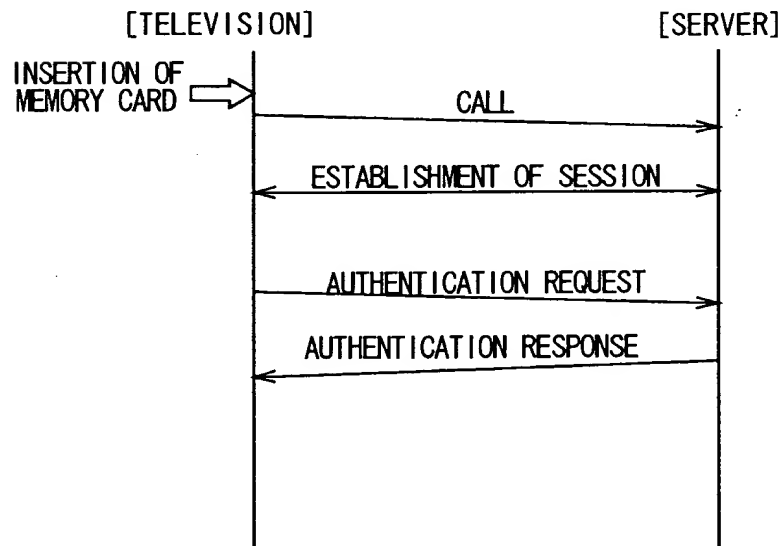 [TELEVISION]
[SERVER]
INSERTION OF
MEMORY CARD
CALL
ESTABLISHMENT OF SESSION
AUTHENTICATION REQUEST
AUTHENTICATION RESPONSE